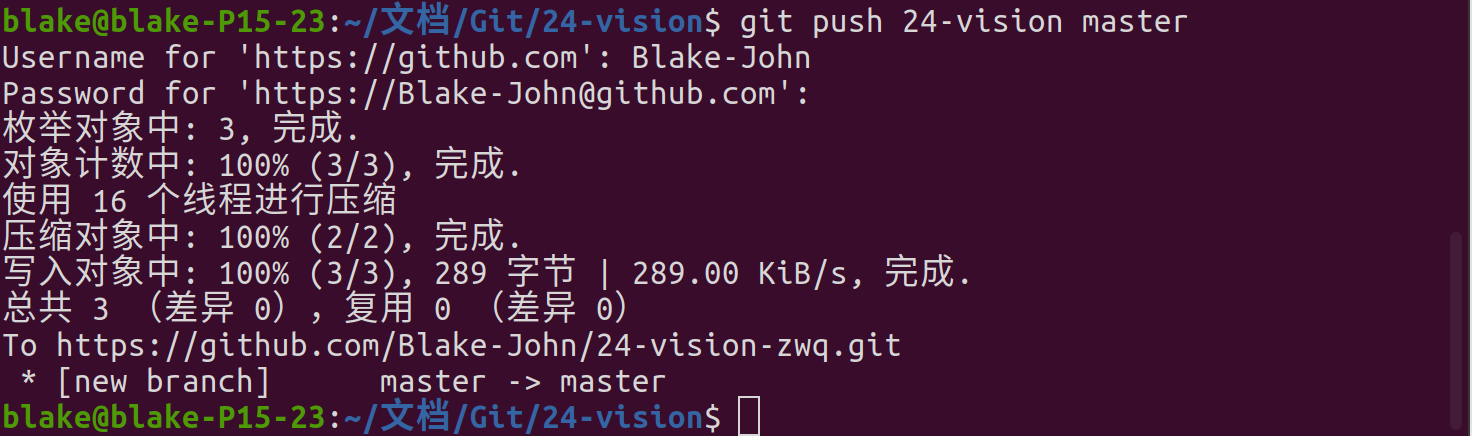 blake@blake-P15-23:~/文档/Git/24-vision$ git push 24-vision master
Username for 'https://github.com': Blake-John
Password for 'https://Blake-John@github.com':
枚举对象中: 3, 完成.
对象计数中: 100% (3/3), 完成.
使用 16 个线程进行压缩
压缩对象中: 100% (2/2), 完成.
写入对象中: 100% (3/3), 289 字节 | 289.00 KiB/s, 完成.
总共 3 （差异 0），复用 0 （差异 0）
To https://github.com/Blake-John/24-vision-zwq.git
 * [new branch]      master -> master
blake@blake-P15-23:~/文档/Git/24-vision$